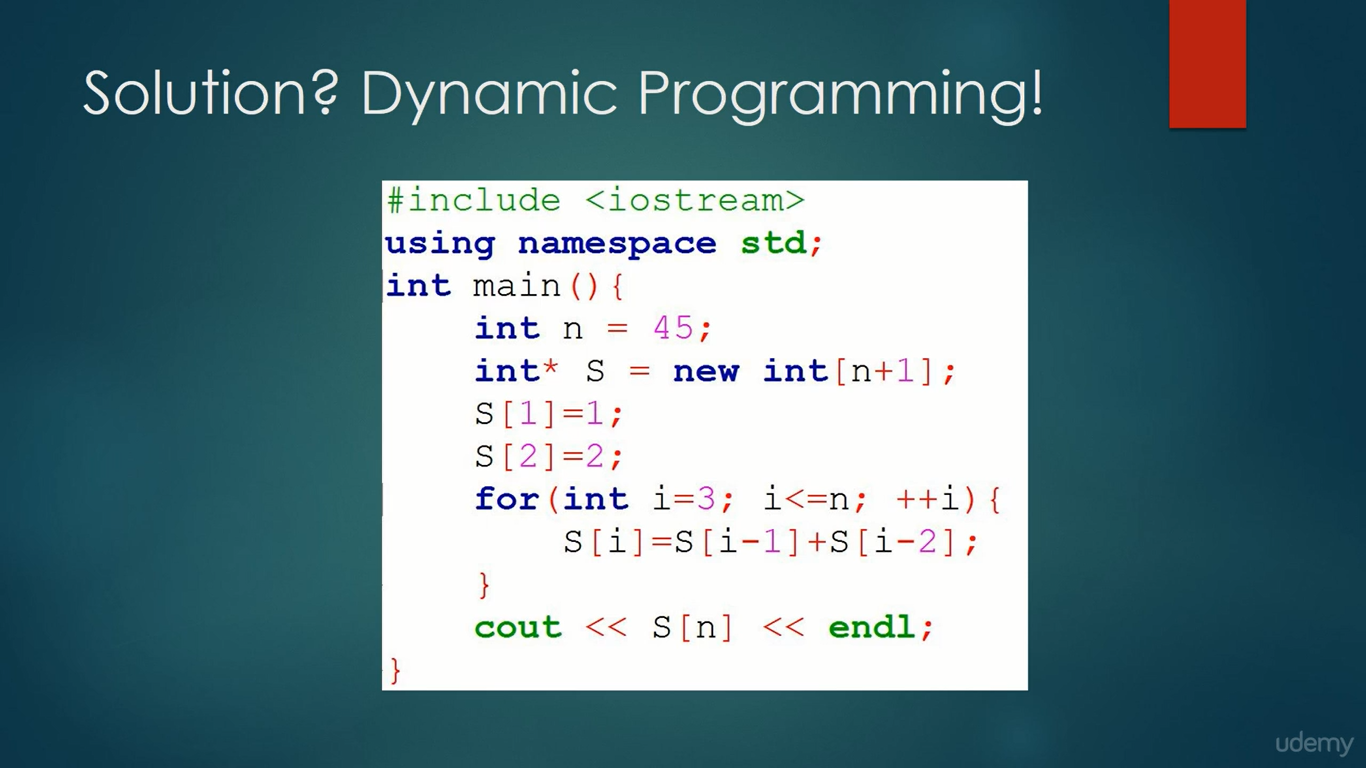 Solution? Dynamic Programming!
#include <iostream>
using namespace std;
int main(){
    int n = 45;
    int* S = new int[n+1];
    S[1]=1;
    S[2]=2;
    for(int i=3; i<=n; ++i){
        S[i]=S[i-1]+S[i-2];
    }
    cout << S[n] << endl;
}
udemy